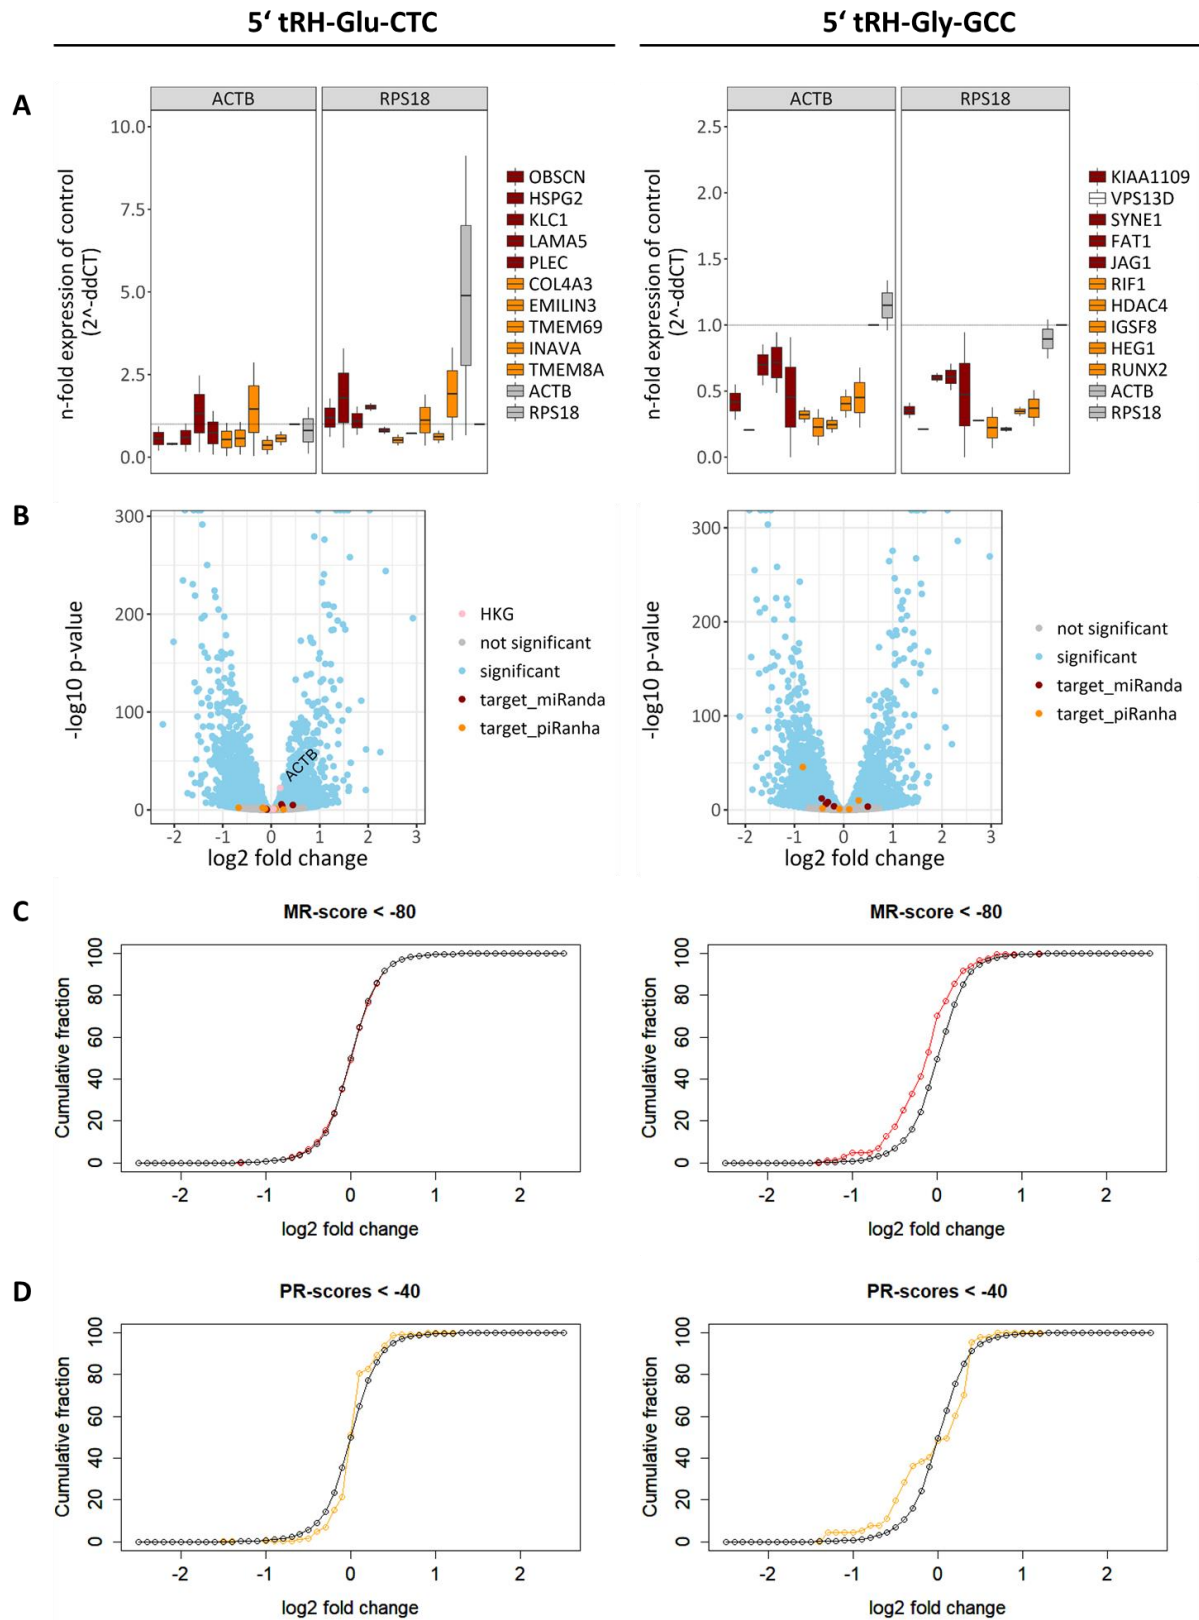 5‘ tRH-Glu-CTC
5‘ tRH-Gly-GCC
A
n-fold expression of control
(2^-ddCT)
ACTB
RPS18
10.0
7.5
5.0
2.5
0.0
OBSCN
HSPG2
KLC1
LAMA5
PLEC
COL4A3
EMILIN3
TMEM69
INAVA
TMEM8A
ACTB
RPS18
n-fold expression of control
(2^-ddCT)
ACTB
RPS18
2.5
2.0
1.5
1.0
0.5
0.0
KIAA1109
VPS13D
SYNE1
FAT1
JAG1
RIF1
HDAC4
IGSF8
HEG1
RUNX2
ACTB
RPS18
B
-log10 p-value
300
200
100
0
ACTB
-2 -1 0 1 2 3
log2 fold change
HKG
not significant
significant
target_miRanda
target_piRanha
-log10 p-value
300
200
100
0
-2 -1 0 1 2 3
log2 fold change
not significant
significant
target_miRanda
target_piRanha
C
MR-score < -80
Cumulative fraction
100
80
60
40
20
0
-2 -1 0 1 2
log2 fold change
MR-score < -80
Cumulative fraction
100
80
60
40
20
0
-2 -1 0 1 2
log2 fold change
D
PR-scores < -40
Cumulative fraction
100
80
60
40
20
0
-2 -1 0 1 2
log2 fold change
PR-scores < -40
Cumulative fraction
100
80
60
40
20
0
-2 -1 0 1 2
log2 fold change